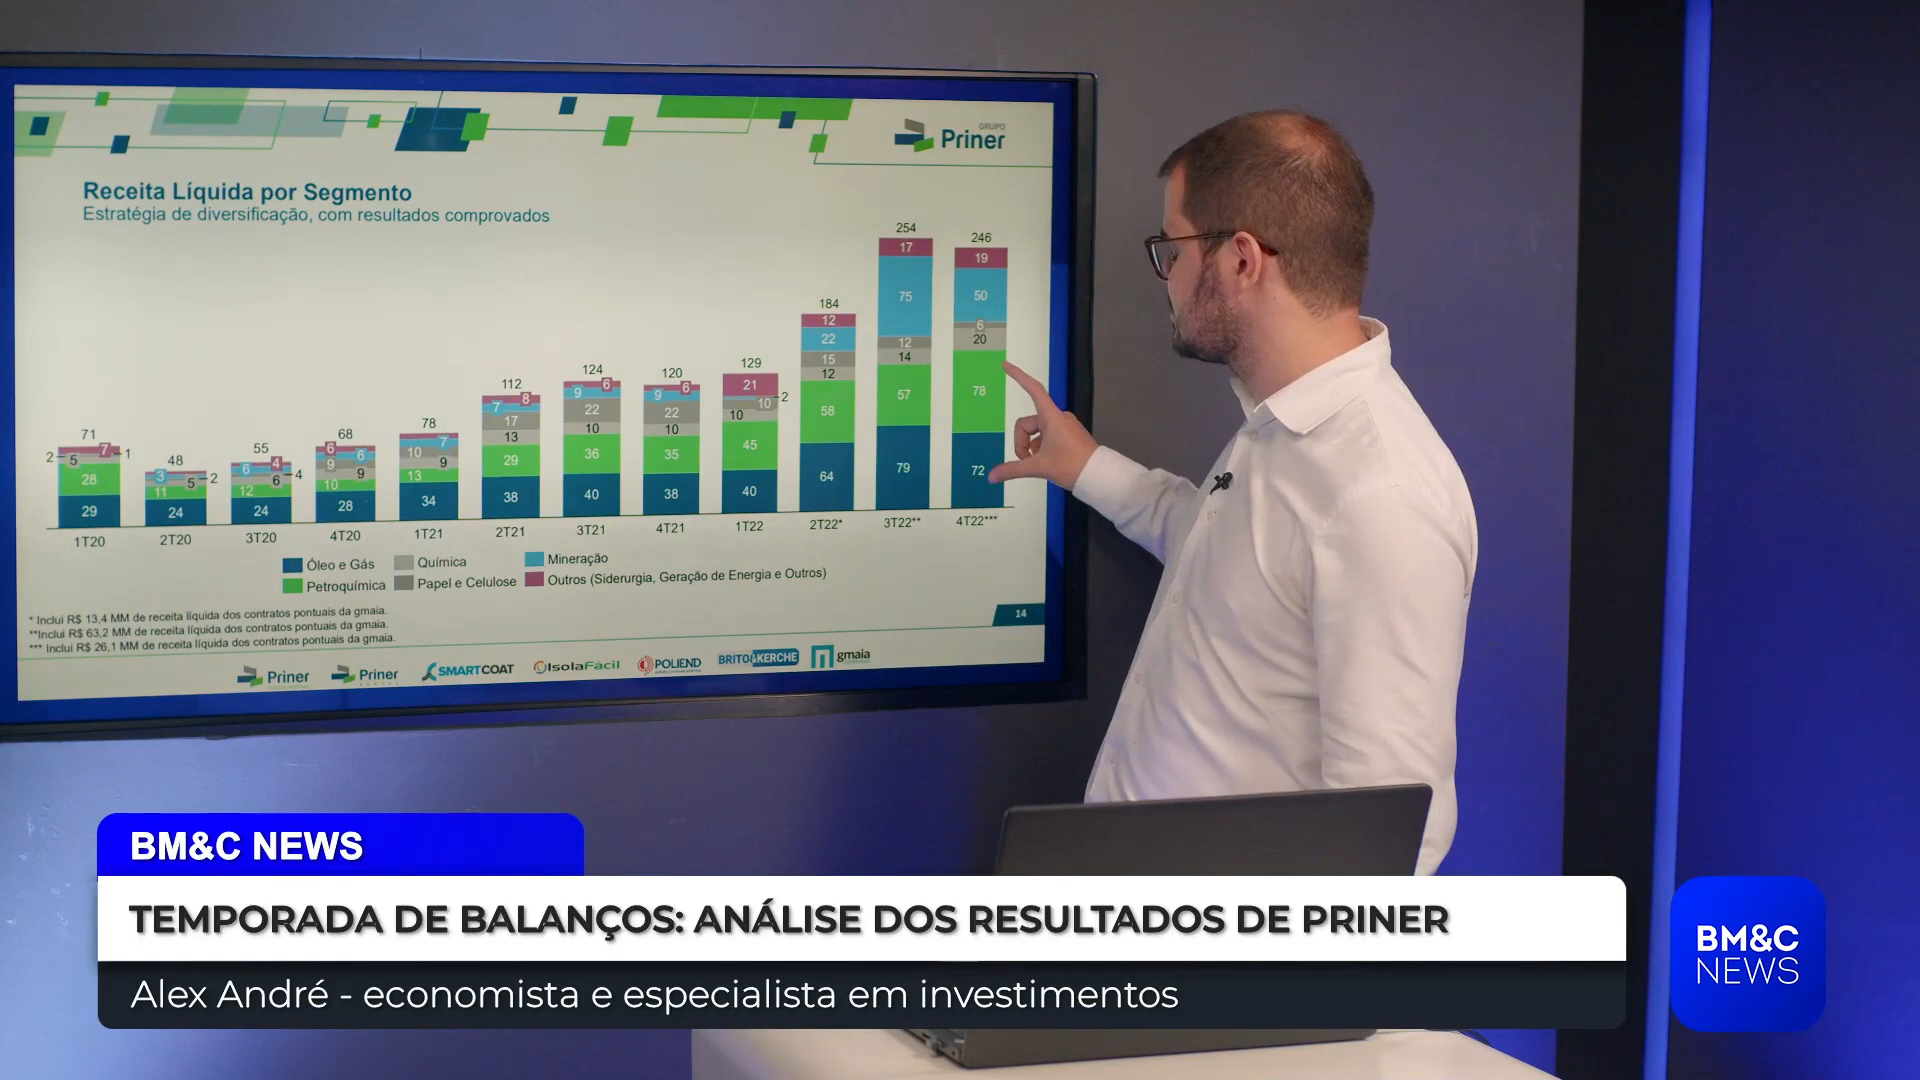 GRUPO
Priner
Receita Líquida por Segmento
Estratégia de diversificação, com resultados comprovados
254
246
17
19
75
50
184
12
6
12
22
20
15
14
129
124
120
112
12
21
6
6
8
9
9
2
7
10
78
57
58
22
22
17
10
78
71
68
10
10
45
13
55
7
6
7
1
2
5
48
4
6
10
9
36
35
29
6
9
9
28
3
5
2
6
4
13
11
12
10
72
79
64
40
38
40
38
34
28
24
24
29
1T20
2T20
3T20
4T20
1T21
2T21
3T21
4T21
1T22
2T22*
3T22**
4T22***
Óleo e Gás
Química
Mineração
Petroquímica
Papel e Celulose
Outros (Siderurgia, Geração de Energia e Outros)
* Inclui R$ 13,4 MM de receita líquida dos contratos pontuais da gmaia.
**Inclui R$ 63,2 MM de receita líquida dos contratos pontuais da gmaia.
*** Inclui R$ 26,1 MM de receita líquida dos contratos pontuais da gmaia.
14
Priner
Priner
SMARTCOAT
IsolaFácil
POLIEND
BRITO&KERCHE
gmaia
BM&C NEWS
TEMPORADA DE BALANÇOS: ANÁLISE DOS RESULTADOS DE PRINER
Alex André - economista e especialista em investimentos
BM&C
NEWS